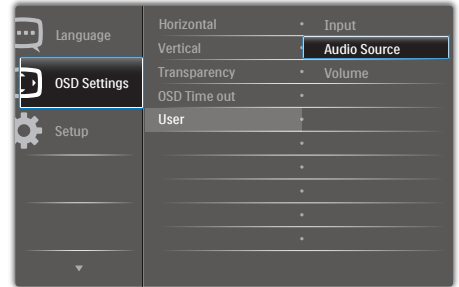 Language
OSD Settings
Setup
Horizontal
Vertical
Transparency
OSD Time out
User
Input
Audio Source
Volume